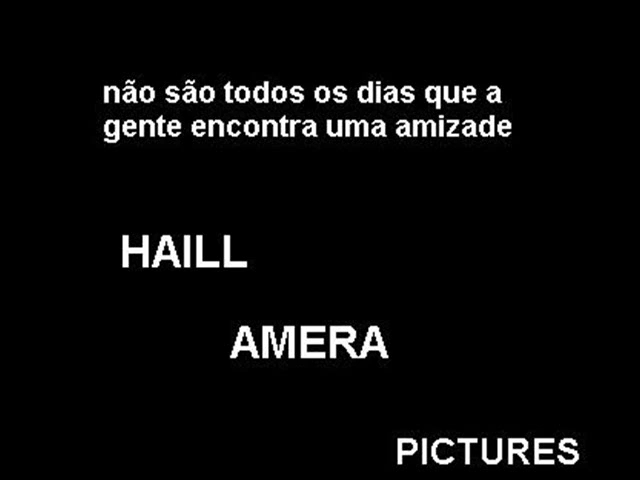 não são todos os dias que a
gente encontra uma amizade
HAILL
AMERA
PICTURES